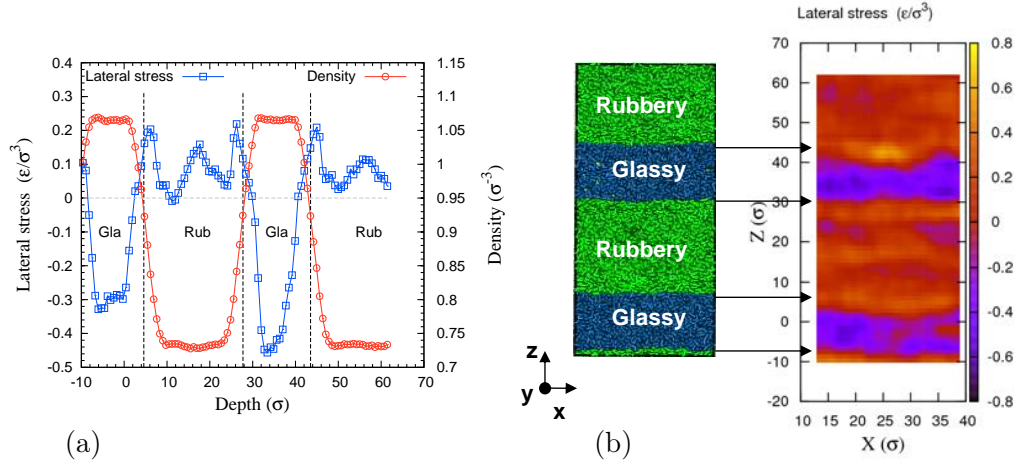 Lateral stress (ε/σ³)
Lateral stress
Density
0.4
0.3
0.2
0.1
0
-0.1
-0.2
-0.3
-0.4
-0.5
Lateral stress (ε/σ³)
1.15
1.1
1.05
1
0.95
0.9
0.85
0.8
0.75
0.7
Density (σ⁻³)
Gla
Rub
Gla
Rub
-10 0 10 20 30 40 50 60 70
Depth (σ)
(a)
Rubbery
Glassy
Rubbery
Glassy
z
y
x
(b)
70
60
50
40
30
20
10
0
-10
-20
Z (σ)
10 15 20 25 30 35 40
X (σ)
0.8
0.6
0.4
0.2
0
-0.2
-0.4
-0.6
-0.8